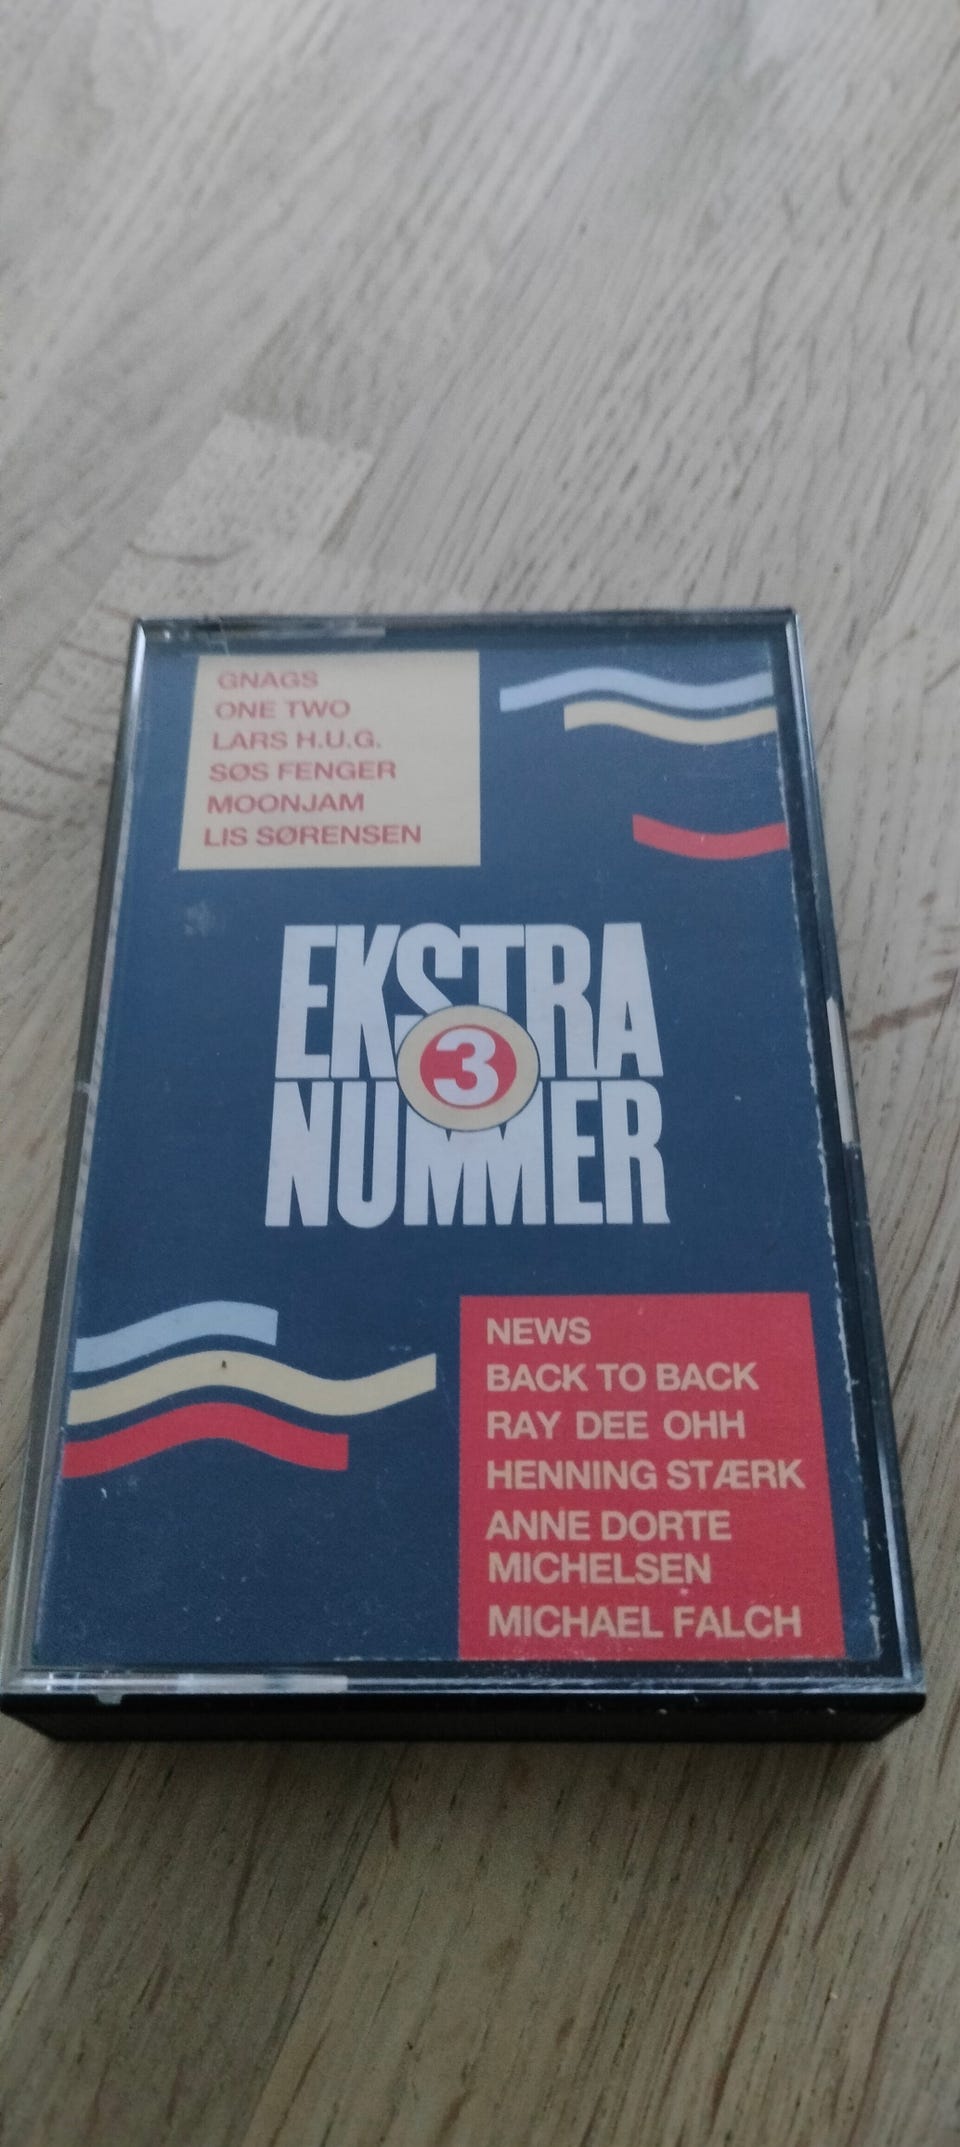 GNAGS
ONE TWO
LARS H.U.G.
SØS FENGER
MOONJAM
LIS SØRENSEN
EKSTRA
3
NUMMER
NEWS
BACK TO BACK
RAY DEE OHH
HENNING STÆRK
ANNE DORTE
MICHELSEN
MICHAEL FALCH